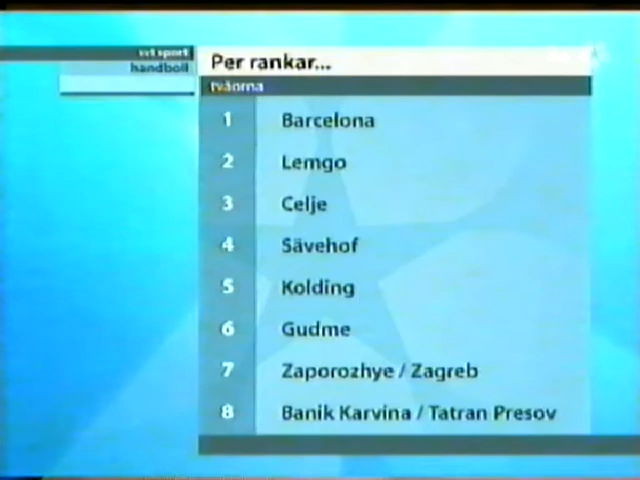 svt sport
handboll
Per rankar...
tvåorna
1 Barcelona
2 Lemgo
3 Celje
4 Sävehof
5 Kolding
6 Gudme
7 Zaporozhye / Zagreb
8 Banik Karvina / Tatran Presov